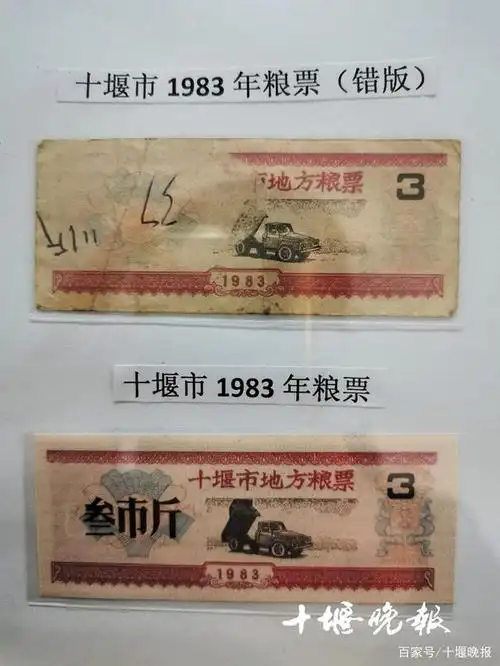 十堰市 1983 年粮票（错版）
市地方粮票
3
1983
十堰市 1983 年粮票
十堰市地方粮票
3
叁市斤
1983
十堰晚报
百家号/十堰晚报